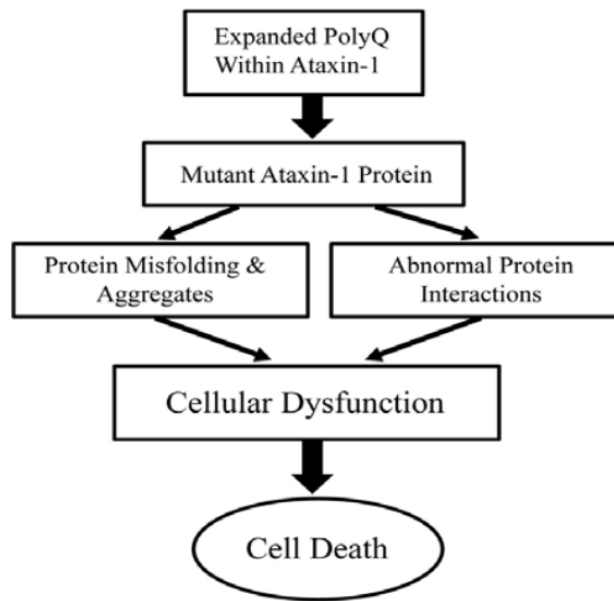 Expanded PolyQ
Within Ataxin-1
Mutant Ataxin-1 Protein
Protein Misfolding &
Aggregates
Abnormal Protein
Interactions
Cellular Dysfunction
Cell Death